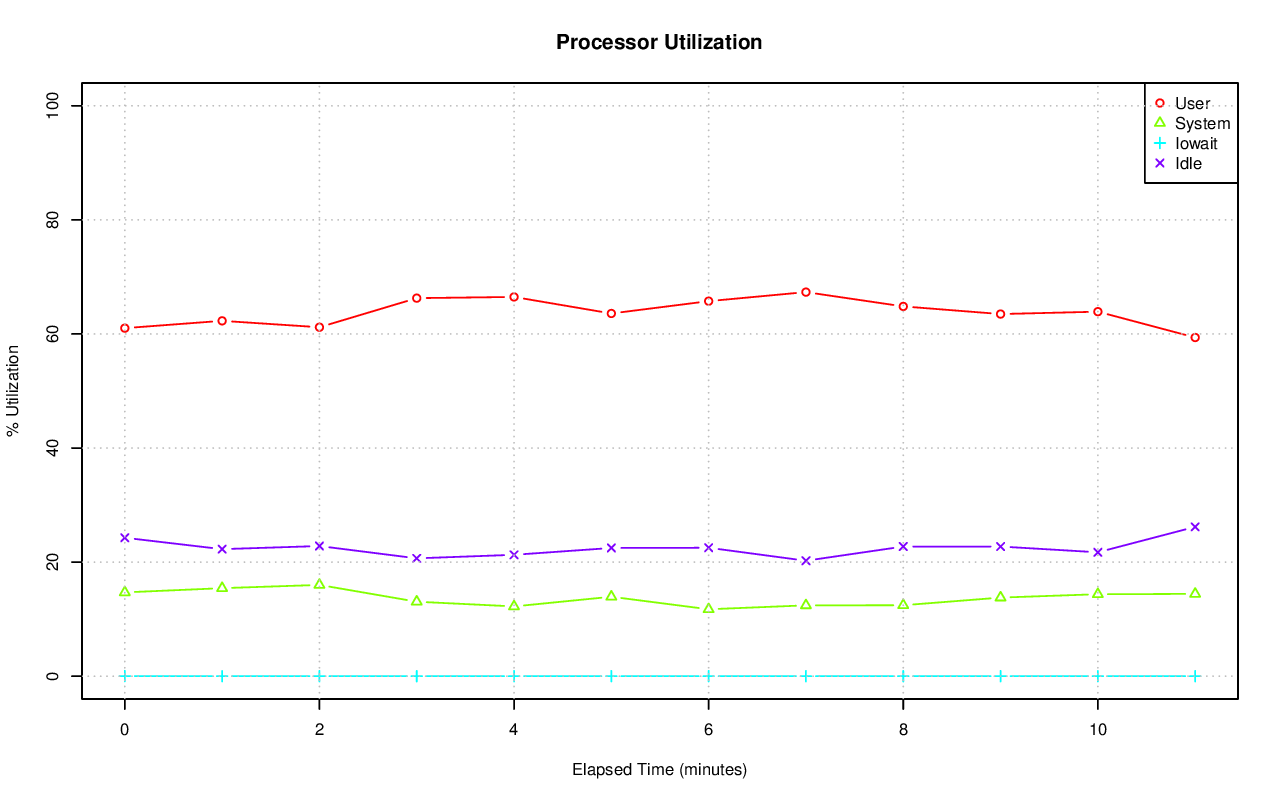 Processor Utilization
User
System
Iowait
Idle
% Utilization
100
80
60
40
20
0
0 2 4 6 8 10
Elapsed Time (minutes)